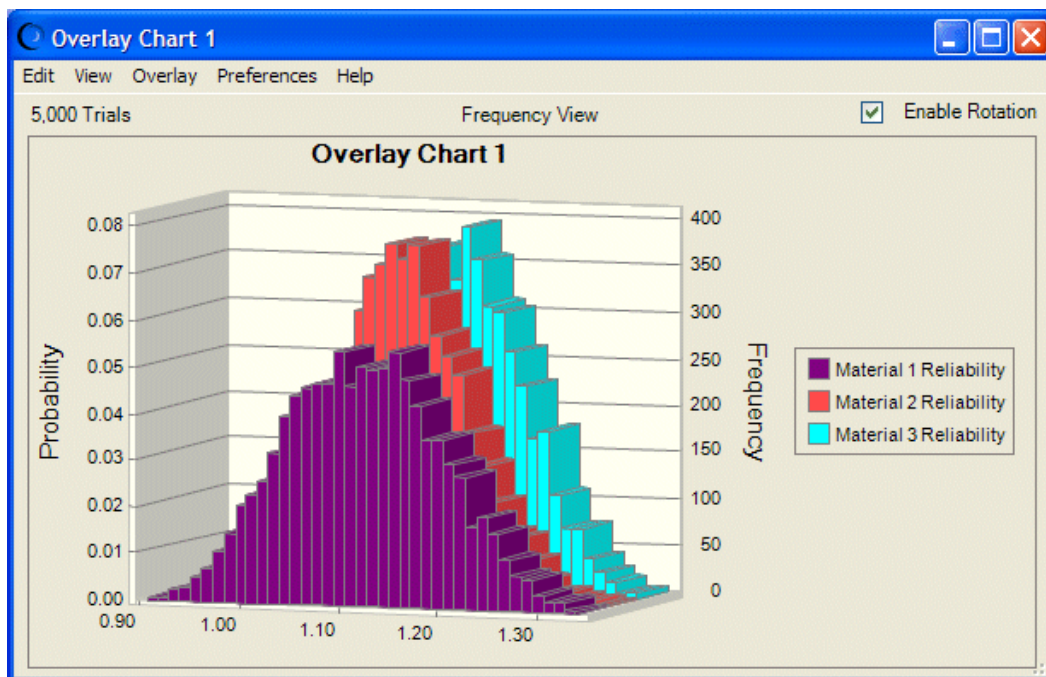 Overlay Chart 1
Edit View Overlay Preferences Help
5,000 Trials
Frequency View
Enable Rotation
Overlay Chart 1
0.08
0.07
0.06
0.05
0.04
0.03
0.02
0.01
0.00
Probability
0.90
1.00
1.10
1.20
1.30
400
350
300
250
200
150
100
50
0
Frequency
Material 1 Reliability
Material 2 Reliability
Material 3 Reliability